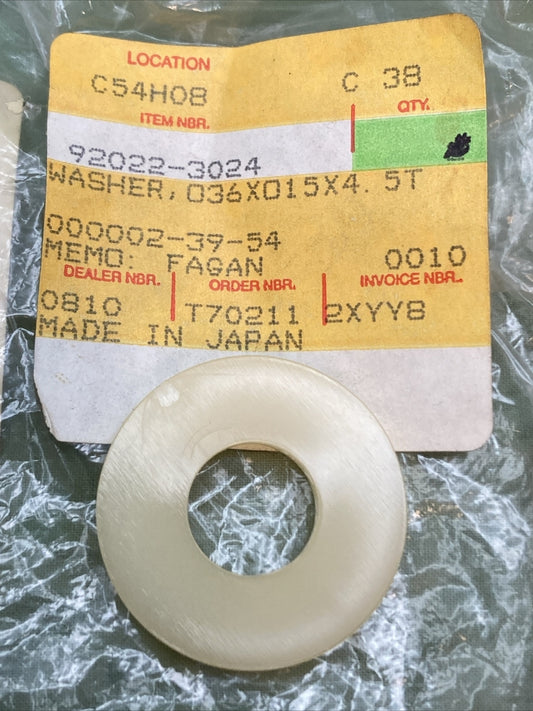 LOCATION
C54H08 C 38
ITEM NBR. QTY.
92022-3024
WASHER,036X015X4.5T
000002-39-54
MEMO: FAGAN 0010
DEALER NBR. ORDER NBR. INVOICE NBR.
0810 T70211 2XYY8
MADE IN JAPAN